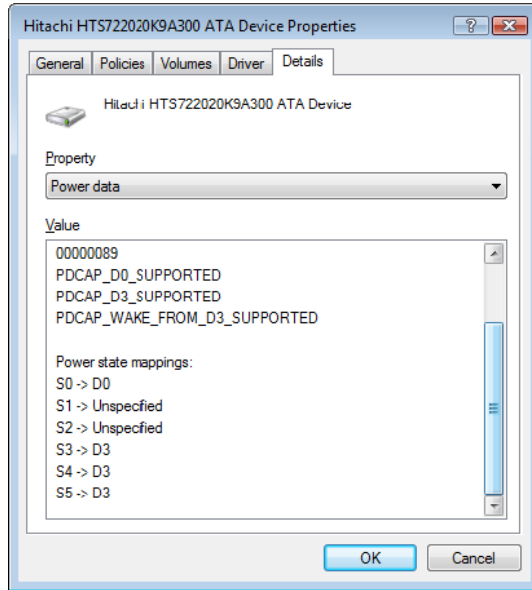 Hitachi HTS722020K9A300 ATA Device Properties
General Policies Volumes Driver Details
Hitachi HTS722020K9A300 ATA Device
Property
Power data
Value
00000089
PDCAP_D0_SUPPORTED
PDCAP_D3_SUPPORTED
PDCAP_WAKE_FROM_D3_SUPPORTED
Power state mappings:
S0 -> D0
S1 -> Unspecified
S2 -> Unspecified
S3 -> D3
S4 -> D3
S5 -> D3
OK Cancel